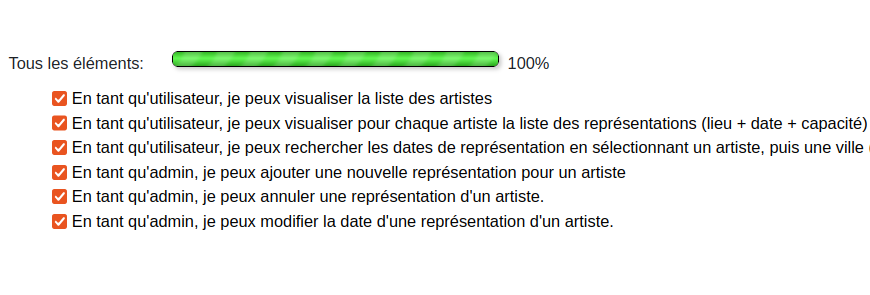 Tous les éléments: 100%
En tant qu'utilisateur, je peux visualiser la liste des artistes
En tant qu'utilisateur, je peux visualiser pour chaque artiste la liste des représentations (lieu + date + capacité)
En tant qu'utilisateur, je peux rechercher les dates de représentation en sélectionnant un artiste, puis une ville (
En tant qu'admin, je peux ajouter une nouvelle représentation pour un artiste
En tant qu'admin, je peux annuler une représentation d'un artiste.
En tant qu'admin, je peux modifier la date d'une représentation d'un artiste.